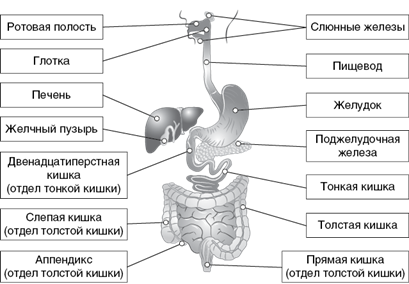 Ротовая полость
Глотка
Печень
Желчный пузырь
Двенадцатиперстная
кишка
(отдел тонкой кишки)
Слепая кишка
(отдел толстой кишки)
Аппендикс
(отдел толстой кишки)
Слюнные железы
Пищевод
Желудок
Поджелудочная
железа
Тонкая кишка
Толстая кишка
Прямая кишка
(отдел толстой кишки)